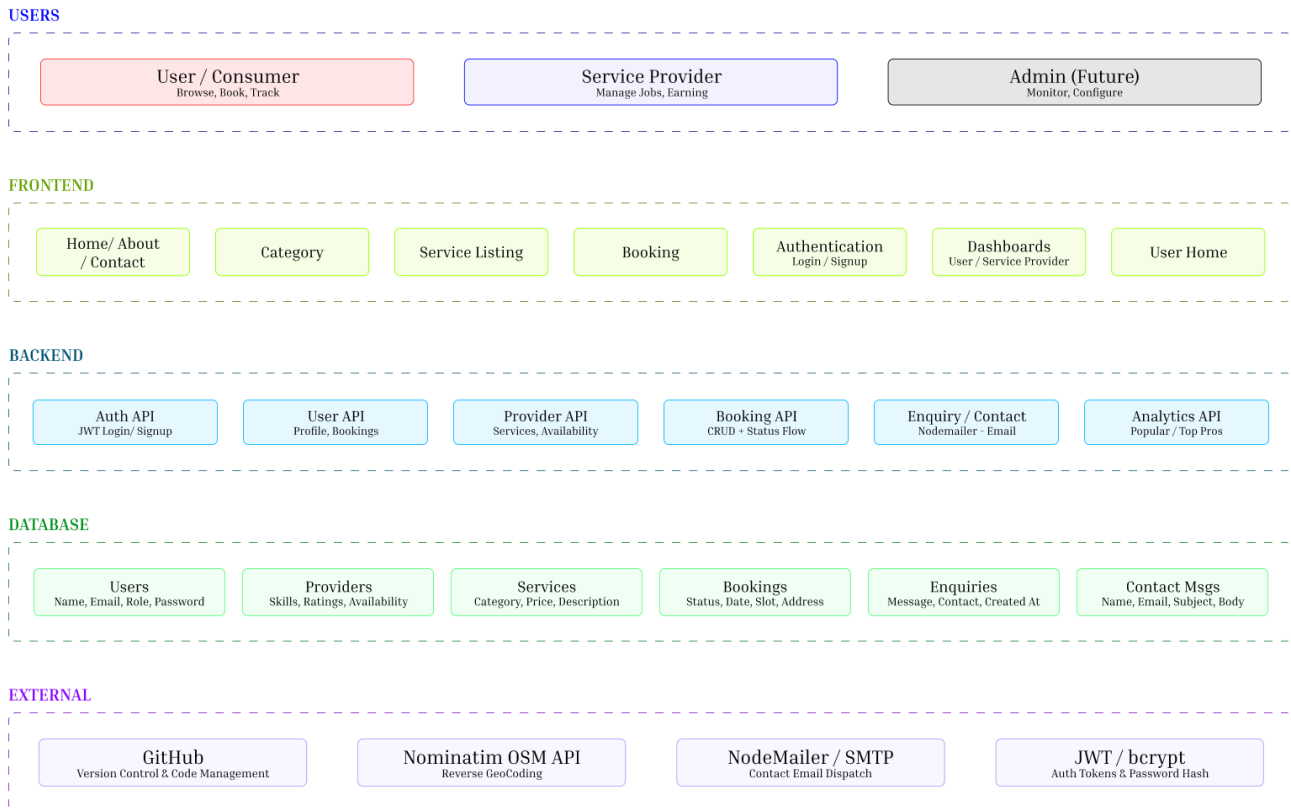 USERS
User / Consumer
Browse, Book, Track
Service Provider
Manage Jobs, Earning
Admin (Future)
Monitor, Configure
FRONTEND
Home/ About
/ Contact
Category
Service Listing
Booking
Authentication
Login / Signup
Dashboards
User / Service Provider
User Home
BACKEND
Auth API
JWT Login/ Signup
User API
Profile, Bookings
Provider API
Services, Availability
Booking API
CRUD + Status Flow
Enquiry / Contact
Nodemailer - Email
Analytics API
Popular / Top Pros
DATABASE
Users
Name, Email, Role, Password
Providers
Skills, Ratings, Availability
Services
Category, Price, Description
Bookings
Status, Date, Slot, Address
Enquiries
Message, Contact, Created At
Contact Msgs
Name, Email, Subject, Body
EXTERNAL
GitHub
Version Control & Code Management
Nominatim OSM API
Reverse GeoCoding
NodeMailer / SMTP
Contact Email Dispatch
JWT / bcrypt
Auth Tokens & Password Hash